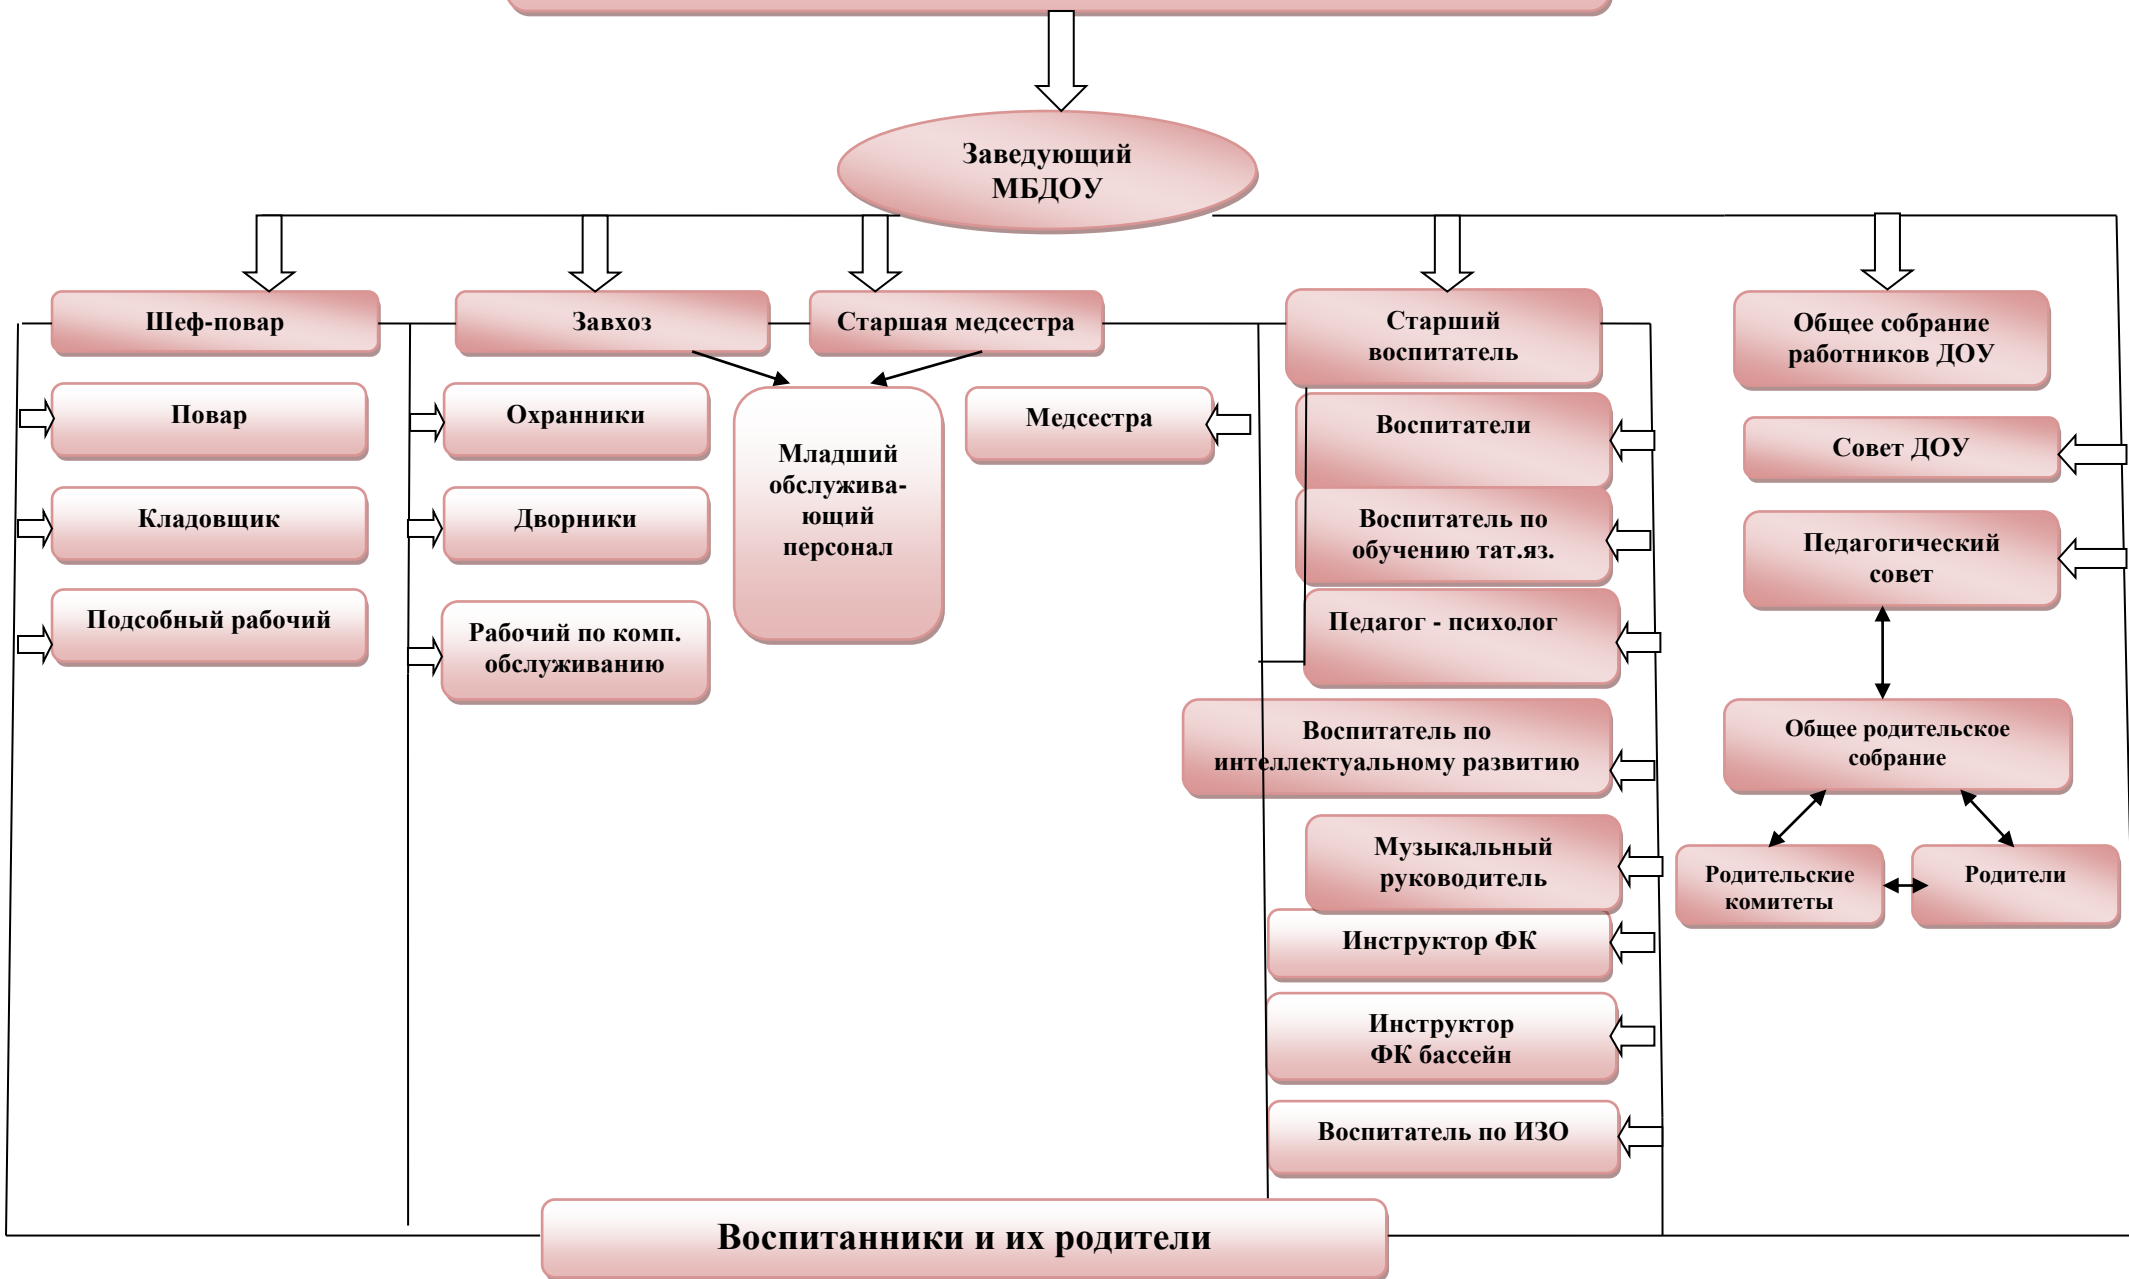 Заведующий
МБДОУ
Шеф-повар
Завхоз
Старшая медсестра
Старший
воспитатель
Общее собрание
работников ДОУ
Повар
Охранники
Младший
обслужива-
ющий
персонал
Медсестра
Воспитатели
Совет ДОУ
Кладовщик
Дворники
Воспитатель по
обучению тат.яз.
Педагогический
совет
Подсобный рабочий
Рабочий по комп.
обслуживанию
Педагог - психолог
Воспитатель по
интеллектуальному развитию
Общее родительское
собрание
Музыкальный
руководитель
Родительские
комитеты
Родители
Инструктор ФК
Инструктор
ФК бассейн
Воспитатель по ИЗО
Воспитанники и их родители